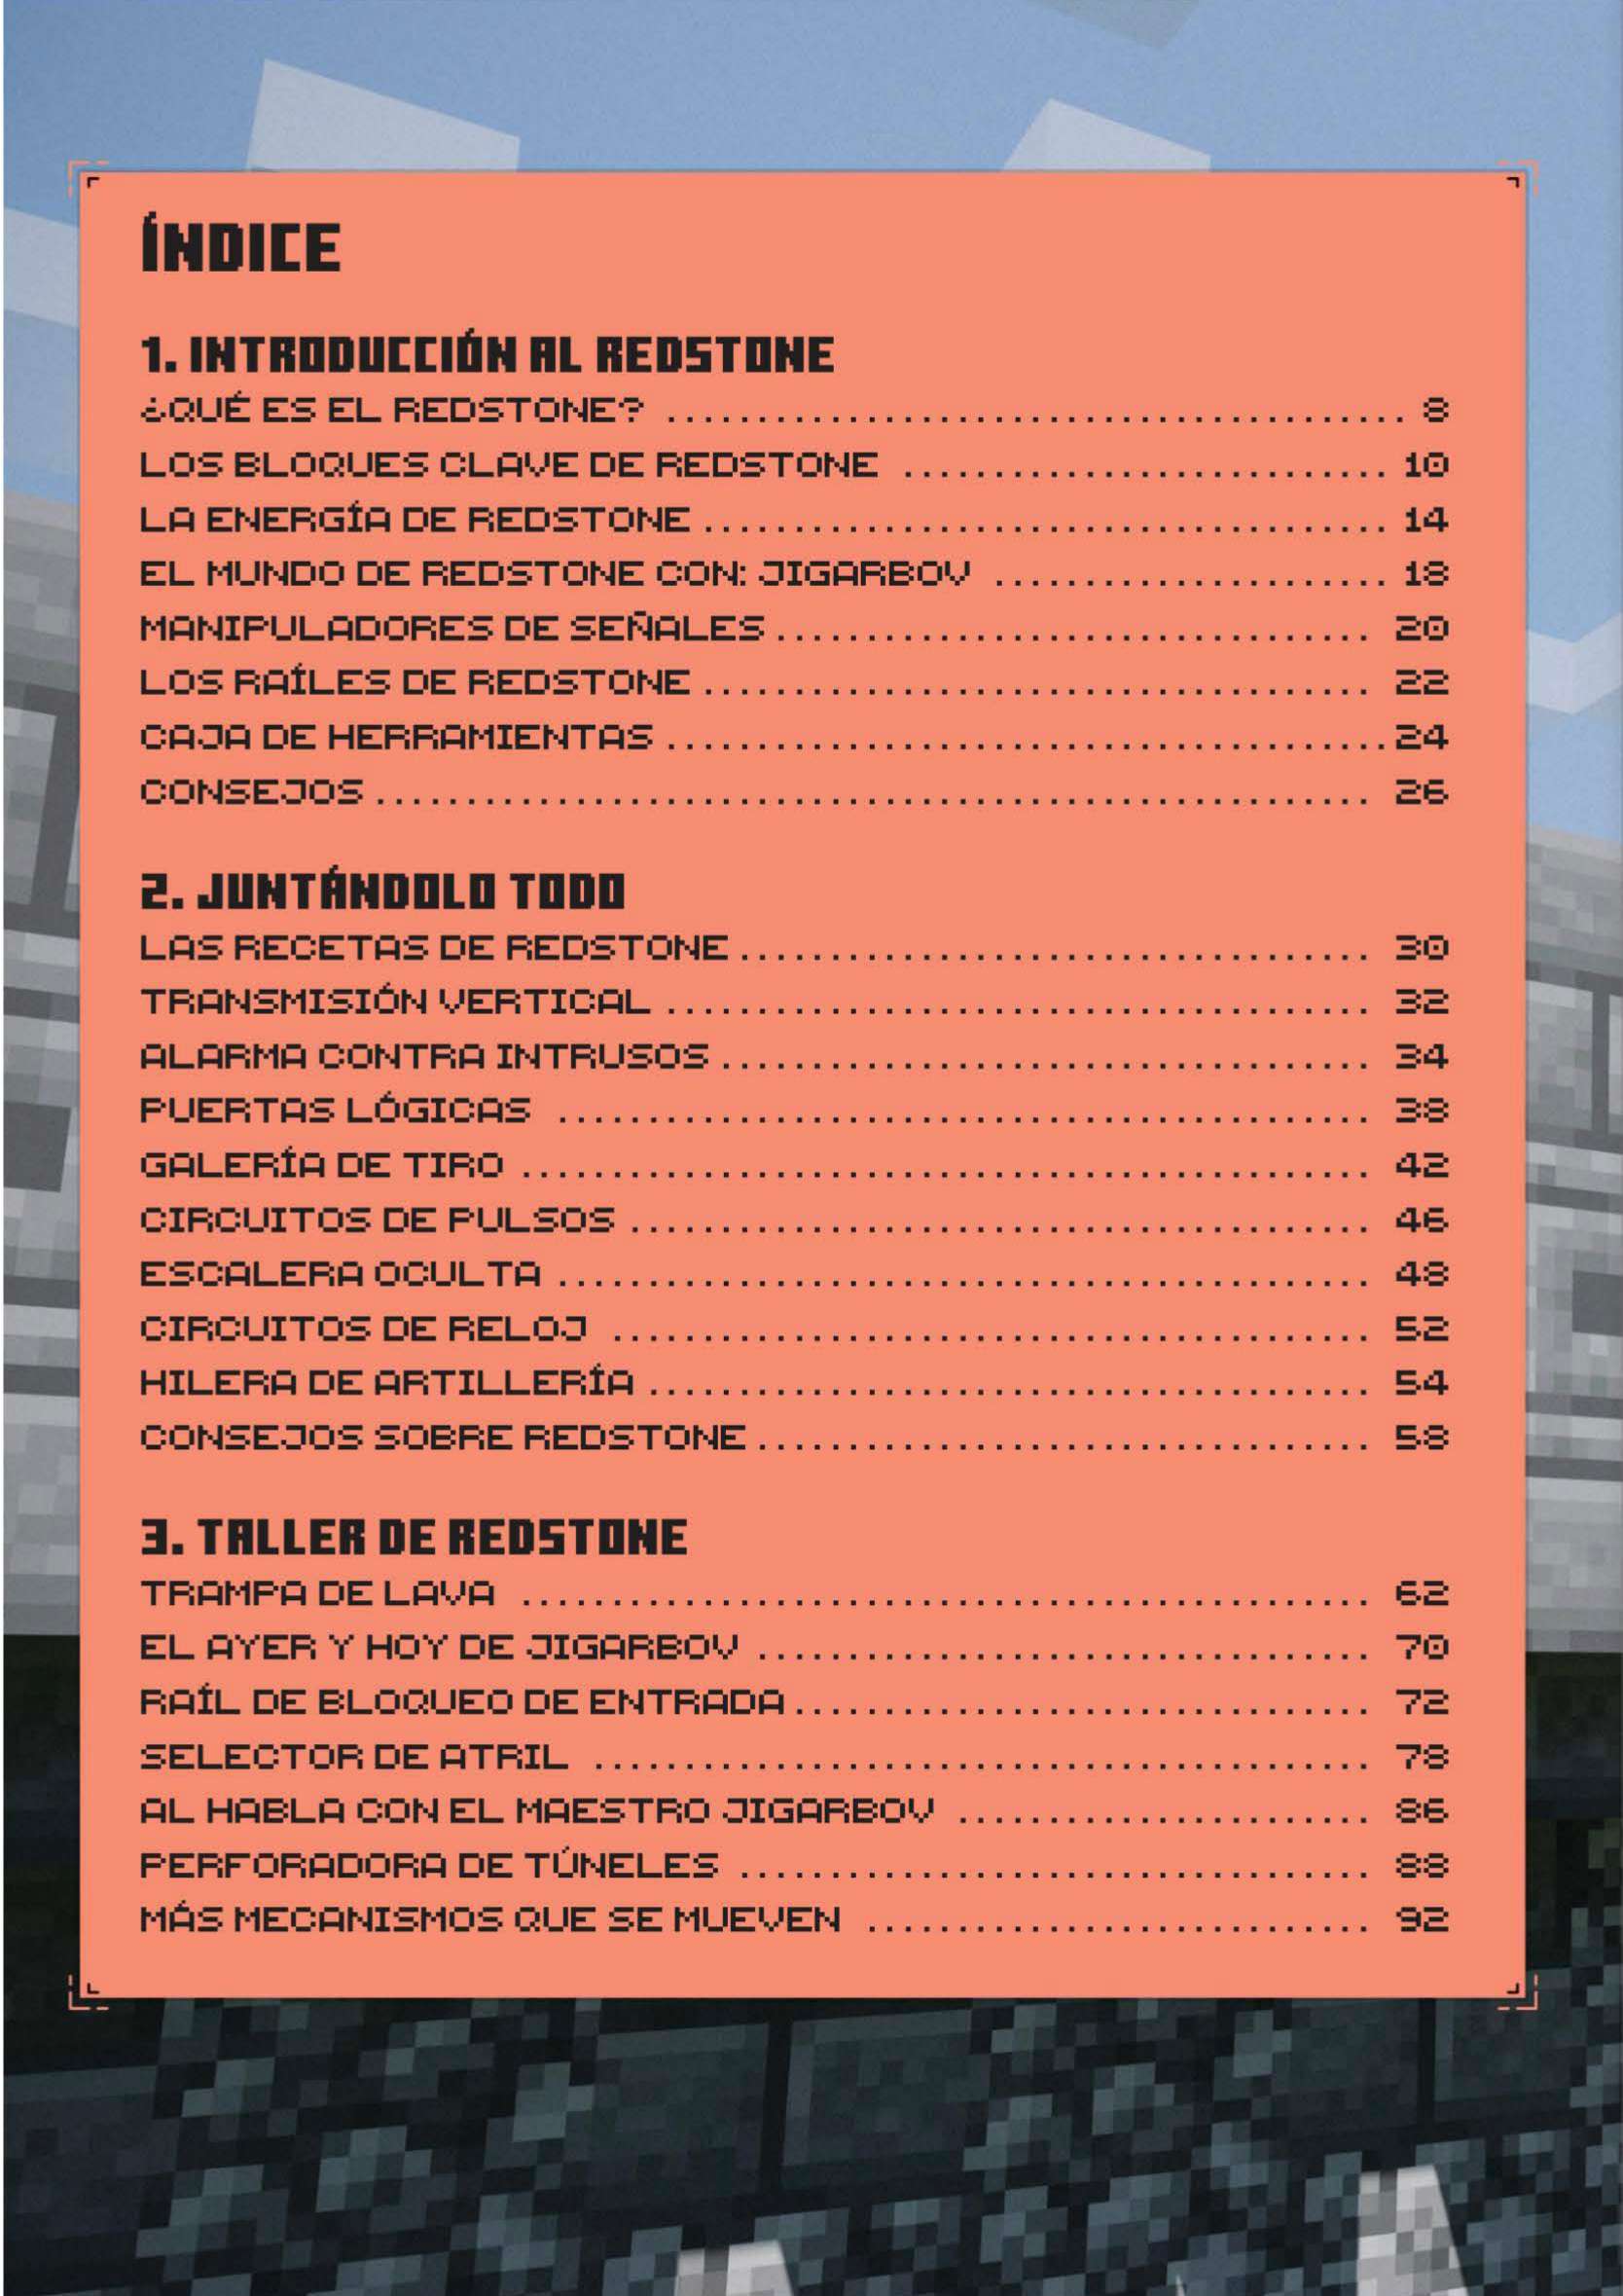 ÍNDICE
1. INTRODUCCIÓN AL REDSTONE
¿QUÉ ES EL REDSTONE? ......................................... 8
LOS BLOQUES CLAVE DE REDSTONE ........................... 10
LA ENERGÍA DE REDSTONE ...................................... 14
EL MUNDO DE REDSTONE CON: JIGARBOV ...................... 18
MANIPULADORES DE SEÑALES ................................. 20
LOS RAÍLES DE REDSTONE ..................................... 22
CAJA DE HERRAMIENTAS ........................................ 24
CONSEJOS ....................................................... 26
2. JUNTÁNDOLO TODO
LAS RECETAS DE REDSTONE ................................... 30
TRANSMISIÓN VERTICAL ....................................... 32
ALARMA CONTRA INTRUSOS .................................... 34
PUERTAS LÓGICAS ............................................. 38
GALERÍA DE TIRO ............................................... 42
CIRCUITOS DE PULSOS ......................................... 46
ESCALERA OCULTA ............................................. 48
CIRCUITOS DE RELOJ .......................................... 52
HILERA DE ARTILLERÍA ........................................ 54
CONSEJOS SOBRE REDSTONE .................................. 58
3. TALLER DE REDSTONE
TRAMPA DE LAVA ............................................... 62
EL AYER Y HOY DE JIGARBOV .................................. 70
RAÍL DE BLOQUEO DE ENTRADA ................................ 72
SELECTOR DE ATRIL ........................................... 78
AL HABLA CON EL MAESTRO JIGARBOV ....................... 86
PERFORADORA DE TÚNELES ................................... 88
MÁS MECANISMOS QUE SE MUEVEN ............................ 92